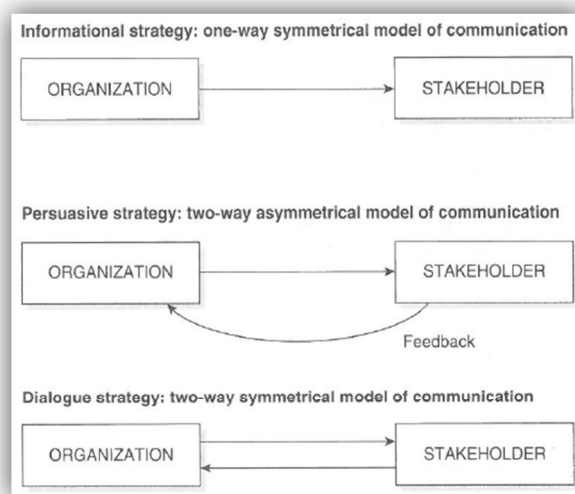 Informational strategy: one-way symmetrical model of communication
ORGANIZATION
STAKEHOLDER
Persuasive strategy: two-way asymmetrical model of communication
ORGANIZATION
STAKEHOLDER
Feedback
Dialogue strategy: two-way symmetrical model of communication
ORGANIZATION
STAKEHOLDER